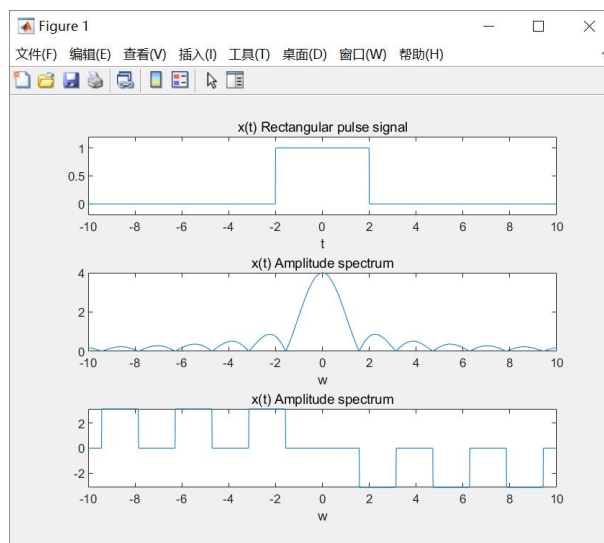 Figure 1
文件(F) 编辑(E) 查看(V) 插入(I) 工具(T) 桌面(D) 窗口(W) 帮助(H)
x(t) Rectangular pulse signal
1
0.5
0
-10 -8 -6 -4 -2 0 2 4 6 8 10
t
x(t) Amplitude spectrum
4
2
0
-10 -8 -6 -4 -2 0 2 4 6 8 10
w
x(t) Amplitude spectrum
2
0
-2
-10 -8 -6 -4 -2 0 2 4 6 8 10
w